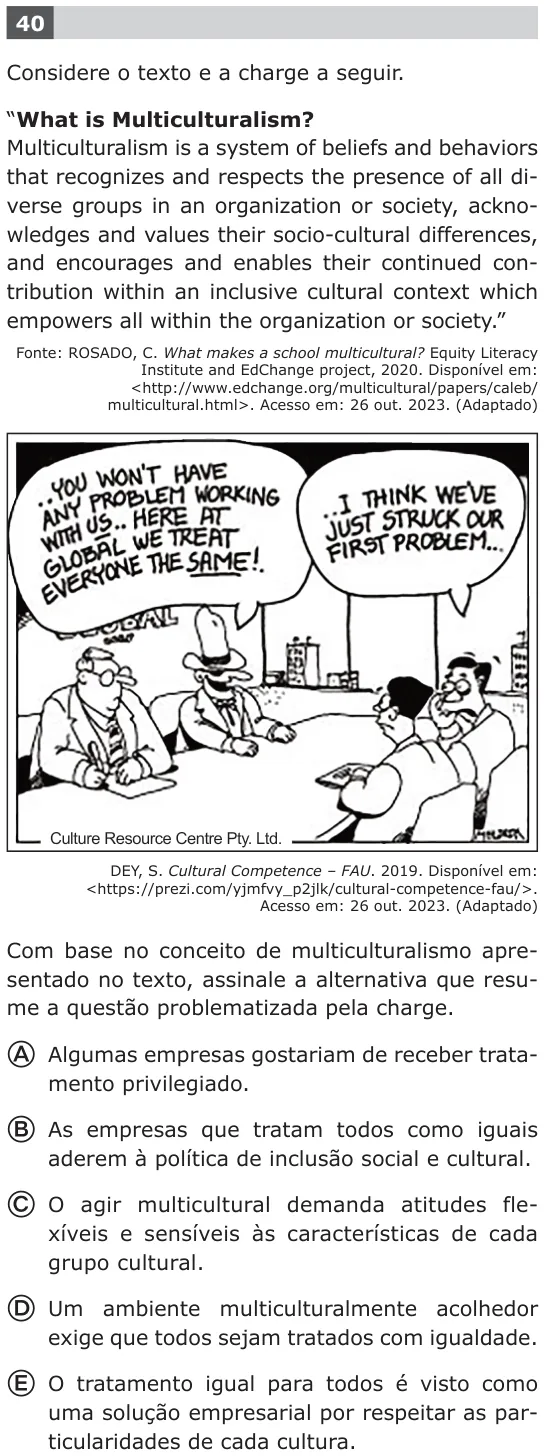 40
Considere o texto e a charge a seguir.
“What is Multiculturalism?
Multiculturalism is a system of beliefs and behaviors
that recognizes and respects the presence of all di-
verse groups in an organization or society, ackno-
wledges and values their socio-cultural differences,
and encourages and enables their continued con-
tribution within an inclusive cultural context which
empowers all within the organization or society.”
Fonte: ROSADO, C. What makes a school multicultural? Equity Literacy
Institute and EdChange project, 2020. Disponível em:
<http://www.edchange.org/multicultural/papers/caleb/
multicultural.html>. Acesso em: 26 out. 2023. (Adaptado)
..YOU WON'T HAVE
ANY PROBLEM WORKING
WITH US.. HERE AT
GLOBAL WE TREAT
EVERYONE THE SAME!.
..I THINK WE'VE
JUST STRUCK OUR
FIRST PROBLEM...
GLOBAL
Culture Resource Centre Pty. Ltd.
DEY, S. Cultural Competence – FAU. 2019. Disponível em:
<https://prezi.com/yjmfvy_p2jlk/cultural-competence-fau/>.
Acesso em: 26 out. 2023. (Adaptado)
Com base no conceito de multiculturalismo apre-
sentado no texto, assinale a alternativa que resu-
me a questão problematizada pela charge.
A Algumas empresas gostariam de receber trata-
mento privilegiado.
B As empresas que tratam todos como iguais
aderem à política de inclusão social e cultural.
C O agir multicultural demanda atitudes fle-
xíveis e sensíveis às características de cada
grupo cultural.
D Um ambiente multiculturalmente acolhedor
exige que todos sejam tratados com igualdade.
E O tratamento igual para todos é visto como
uma solução empresarial por respeitar as par-
ticularidades de cada cultura.